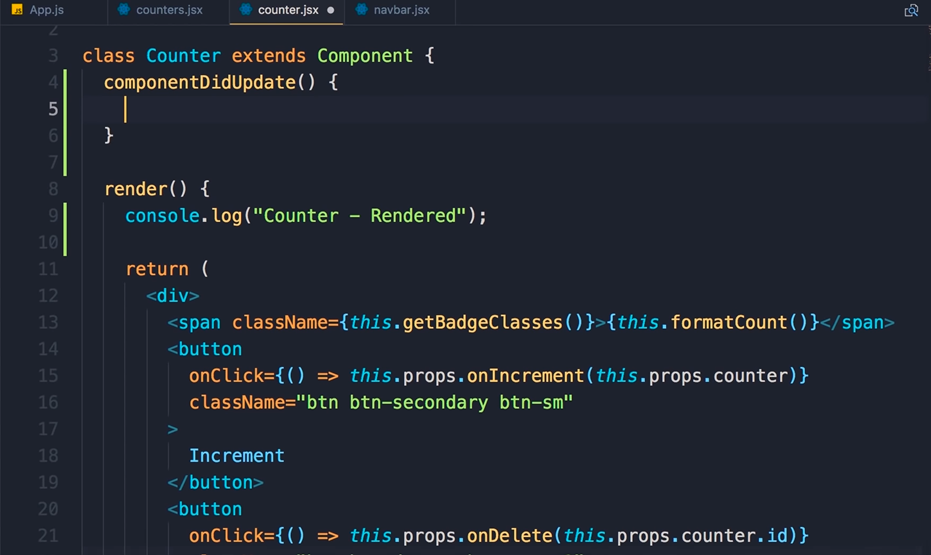 JS App.js counters.jsx counter.jsx navbar.jsx
2
3 class Counter extends Component {
4 componentDidUpdate() {
5
6 }
7
8 render() {
9 console.log("Counter - Rendered");
10
11 return (
12 <div>
13 <span className={this.getBadgeClasses()}>{this.formatCount()}</span>
14 <button
15 onClick={() => this.props.onIncrement(this.props.counter)}
16 className="btn btn-secondary btn-sm"
17 >
18 Increment
19 </button>
20 <button
21 onClick={() => this.props.onDelete(this.props.counter.id)}